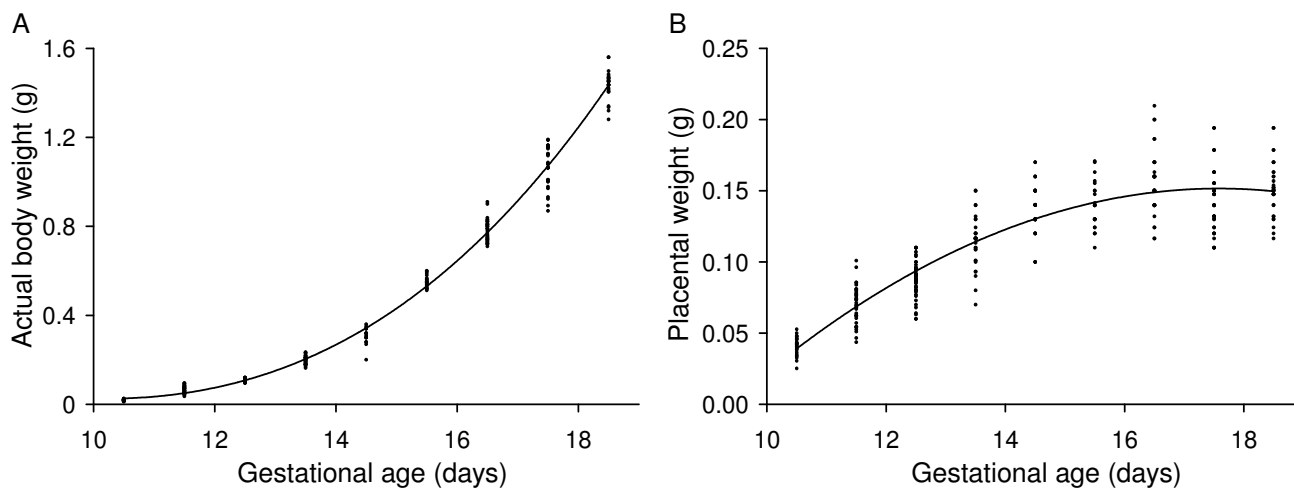 A
Actual body weight (g)
1.6
1.2
0.8
0.4
0
10 12 14 16 18
Gestational age (days)
B
Placental weight (g)
0.25
0.20
0.15
0.10
0.05
0.00
10 12 14 16 18
Gestational age (days)